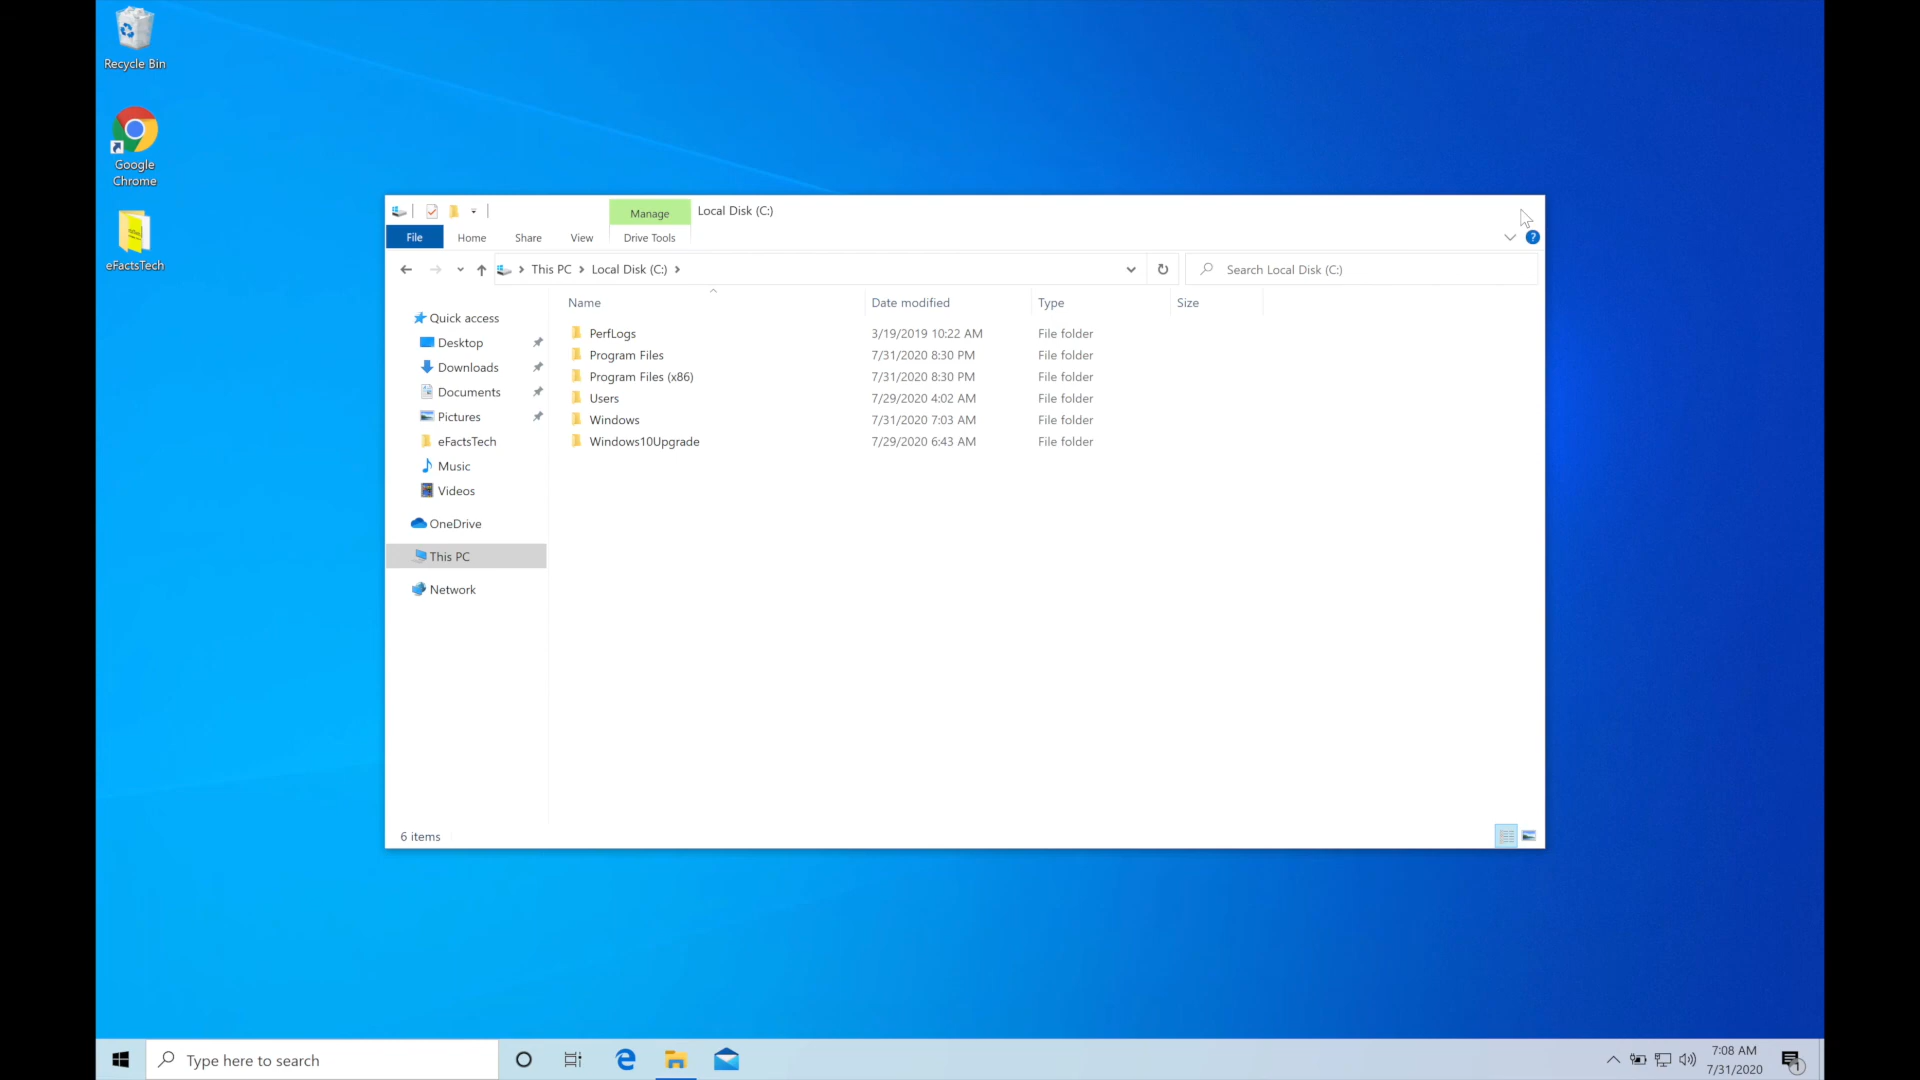 Recycle Bin
Google
Chrome
eFactsTech
Manage
Local Disk (C:)
File
Home
Share
View
Drive Tools
This PC
Local Disk (C:)
Search Local Disk (C:)
Name
Date modified
Type
Size
Quick access
Desktop
Downloads
Documents
Pictures
eFactsTech
Music
Videos
OneDrive
This PC
Network
PerfLogs 3/19/2019 10:22 AM File folder
Program Files 7/31/2020 8:30 PM File folder
Program Files (x86) 7/31/2020 8:30 PM File folder
Users 7/29/2020 4:02 AM File folder
Windows 7/31/2020 7:03 AM File folder
Windows10Upgrade 7/29/2020 6:43 AM File folder
6 items
Type here to search
7:08 AM
7/31/2020
1